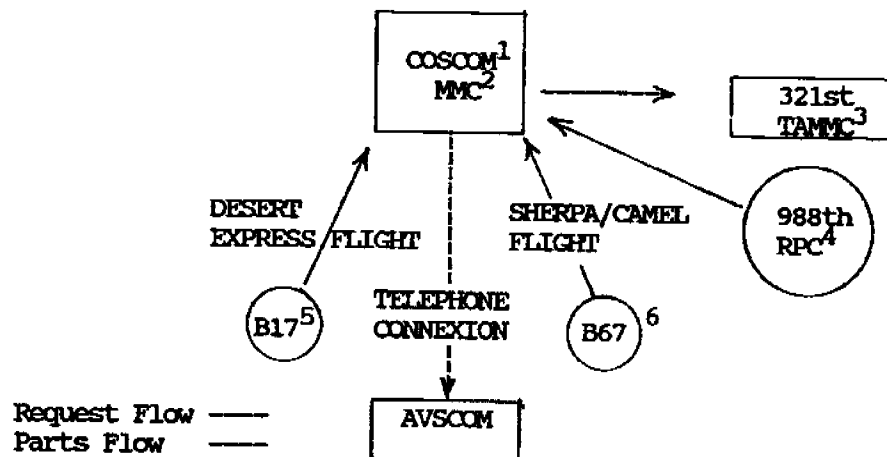 COSCOM1
MMC2
321st
TAMMC3
988th
RPC4
DESERT
EXPRESS FLIGHT
SHERPA/CAMEL
FLIGHT
TELEPHONE
CONNEXION
B175
B67 6
AVSCOM
Request Flow
Parts Flow